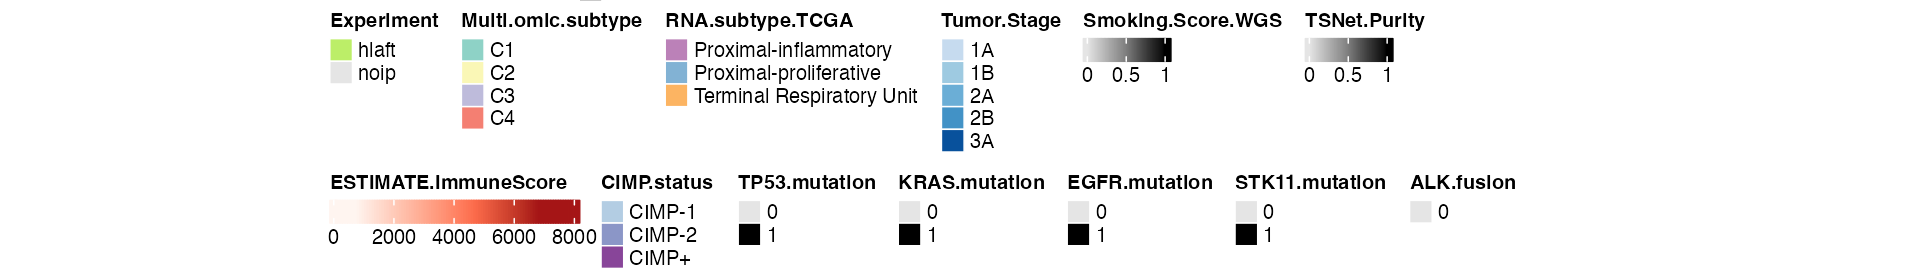 Experiment
hlaft
noip
Multi.omic.subtype
C1
C2
C3
C4
RNA.subtype.TCGA
Proximal-inflammatory
Proximal-proliferative
Terminal Respiratory Unit
Tumor.Stage
1A
1B
2A
2B
3A
Smoking.Score.WGS
0 0.5 1
TSNet.Purity
0 0.5 1
ESTIMATE.ImmuneScore
0 2000 4000 6000 8000
CIMP.status
CIMP-1
CIMP-2
CIMP+
TP53.mutation
0
1
KRAS.mutation
0
1
EGFR.mutation
0
1
STK11.mutation
0
1
ALK.fusion
0